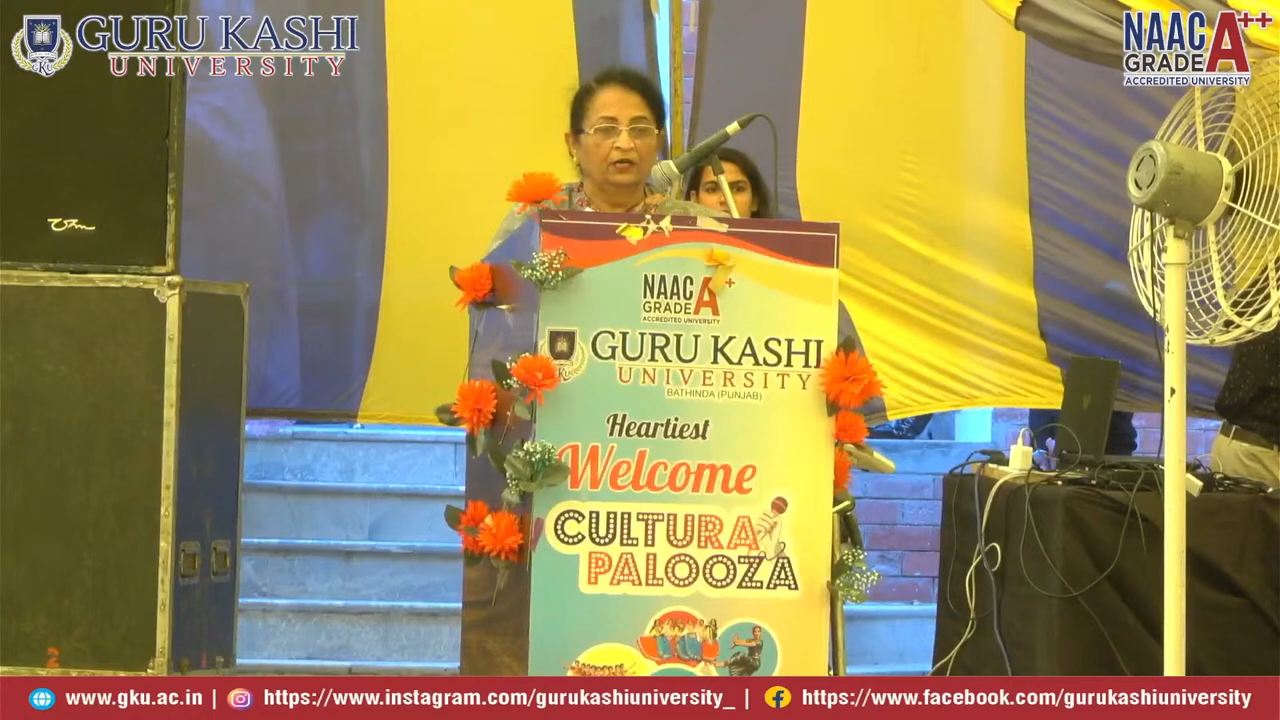 GURU KASHI
UNIVERSITY
NAAC A++
GRADE
ACCREDITED UNIVERSITY
NAAC A++
GRADE
ACCREDITED UNIVERSITY
GURU KASHI
UNIVERSITY
BATHINDA (PUNJAB)
Heartiest
Welcome
CULTURA
PALOOZA
2
www.gku.ac.in | https://www.instagram.com/gurukashiuniversity_ | https://www.facebook.com/gurukashiuniversity